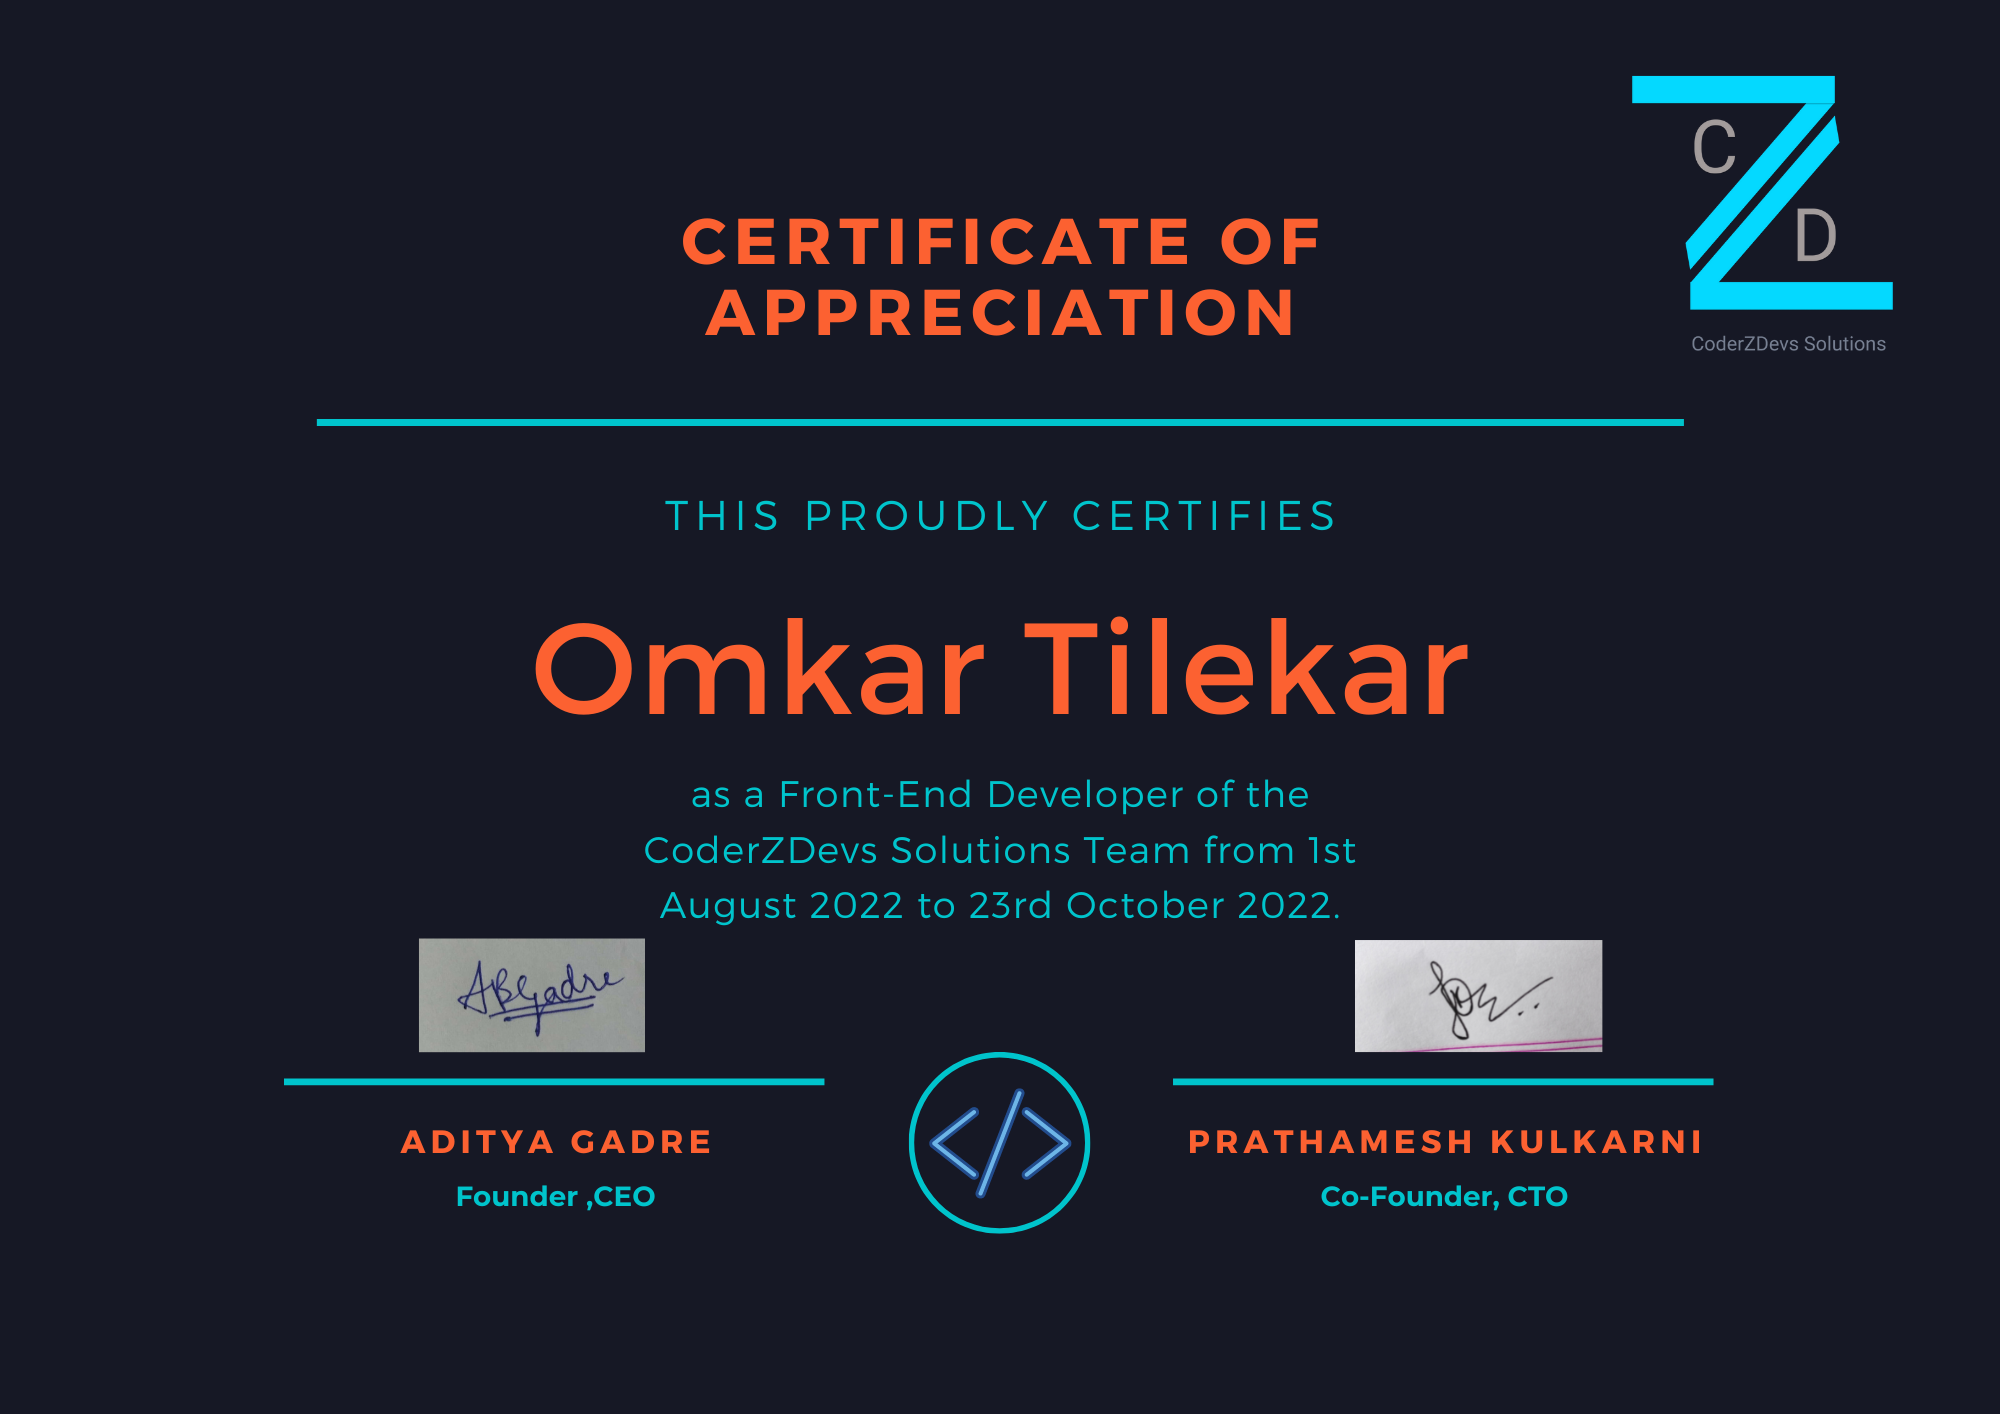 C
D
CoderZDevs Solutions
CERTIFICATE OF
APPRECIATION
THIS PROUDLY CERTIFIES
Omkar Tilekar
as a Front-End Developer of the
CoderZDevs Solutions Team from 1st
August 2022 to 23rd October 2022.
ABGadre
ADITYA GADRE
Founder ,CEO
</>
PRATHAMESH KULKARNI
Co-Founder, CTO